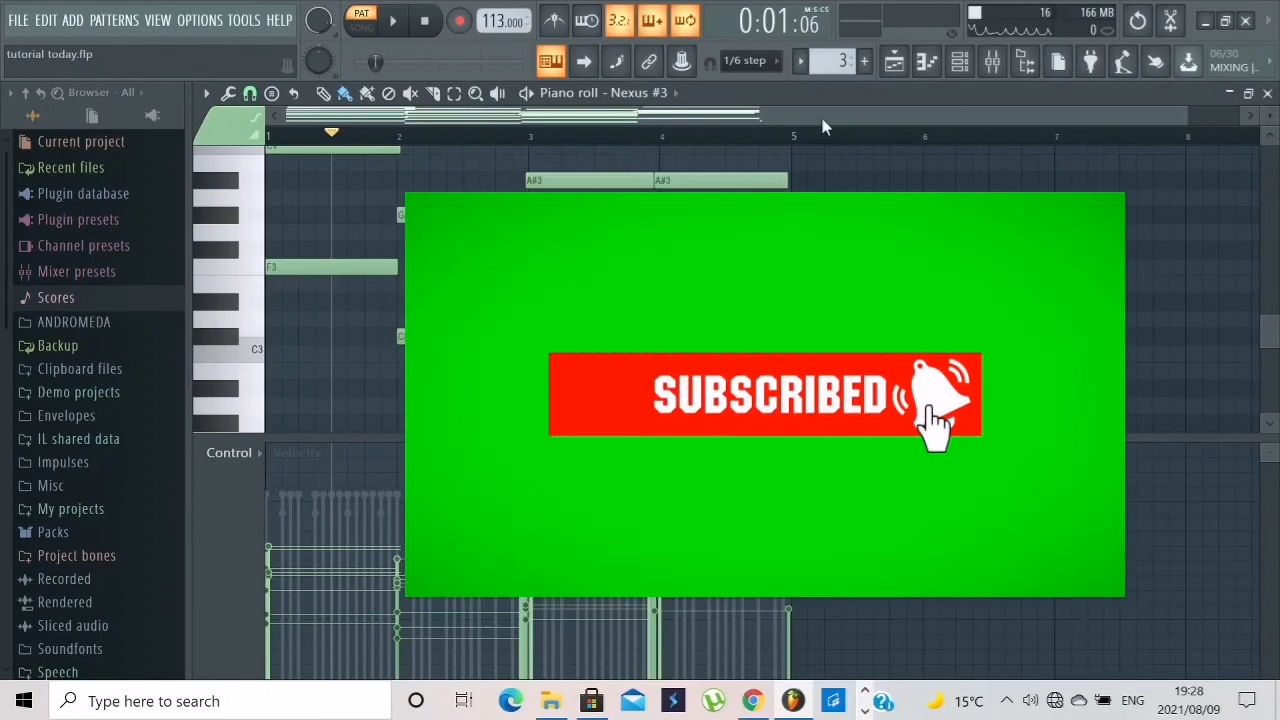 FILE EDIT ADD PATTERNS VIEW OPTIONS TOOLS HELP
PAT
SONG
113.000
3.2.
0:01:06
M:S:CS
16
166 MB
0
tutorial today.flp
1/6 step
3
06/30
MIXING |
Browser - All
Piano roll - Nexus #3
1 2 3 4 5 6 7 8
Current project
Recent files
Plugin database
Plugin presets
Channel presets
Mixer presets
Scores
ANDROMEDA
Backup
Clipboard files
Demo projects
Envelopes
IL shared data
Impulses
Misc
My projects
Packs
Project bones
Recorded
Rendered
Sliced audio
Soundfonts
Speech
C4
A#3
A#3
F3
C3
SUBSCRIBED
Control
Velocity
Type here to search
15°C
ENG
19:28
2021/08/09